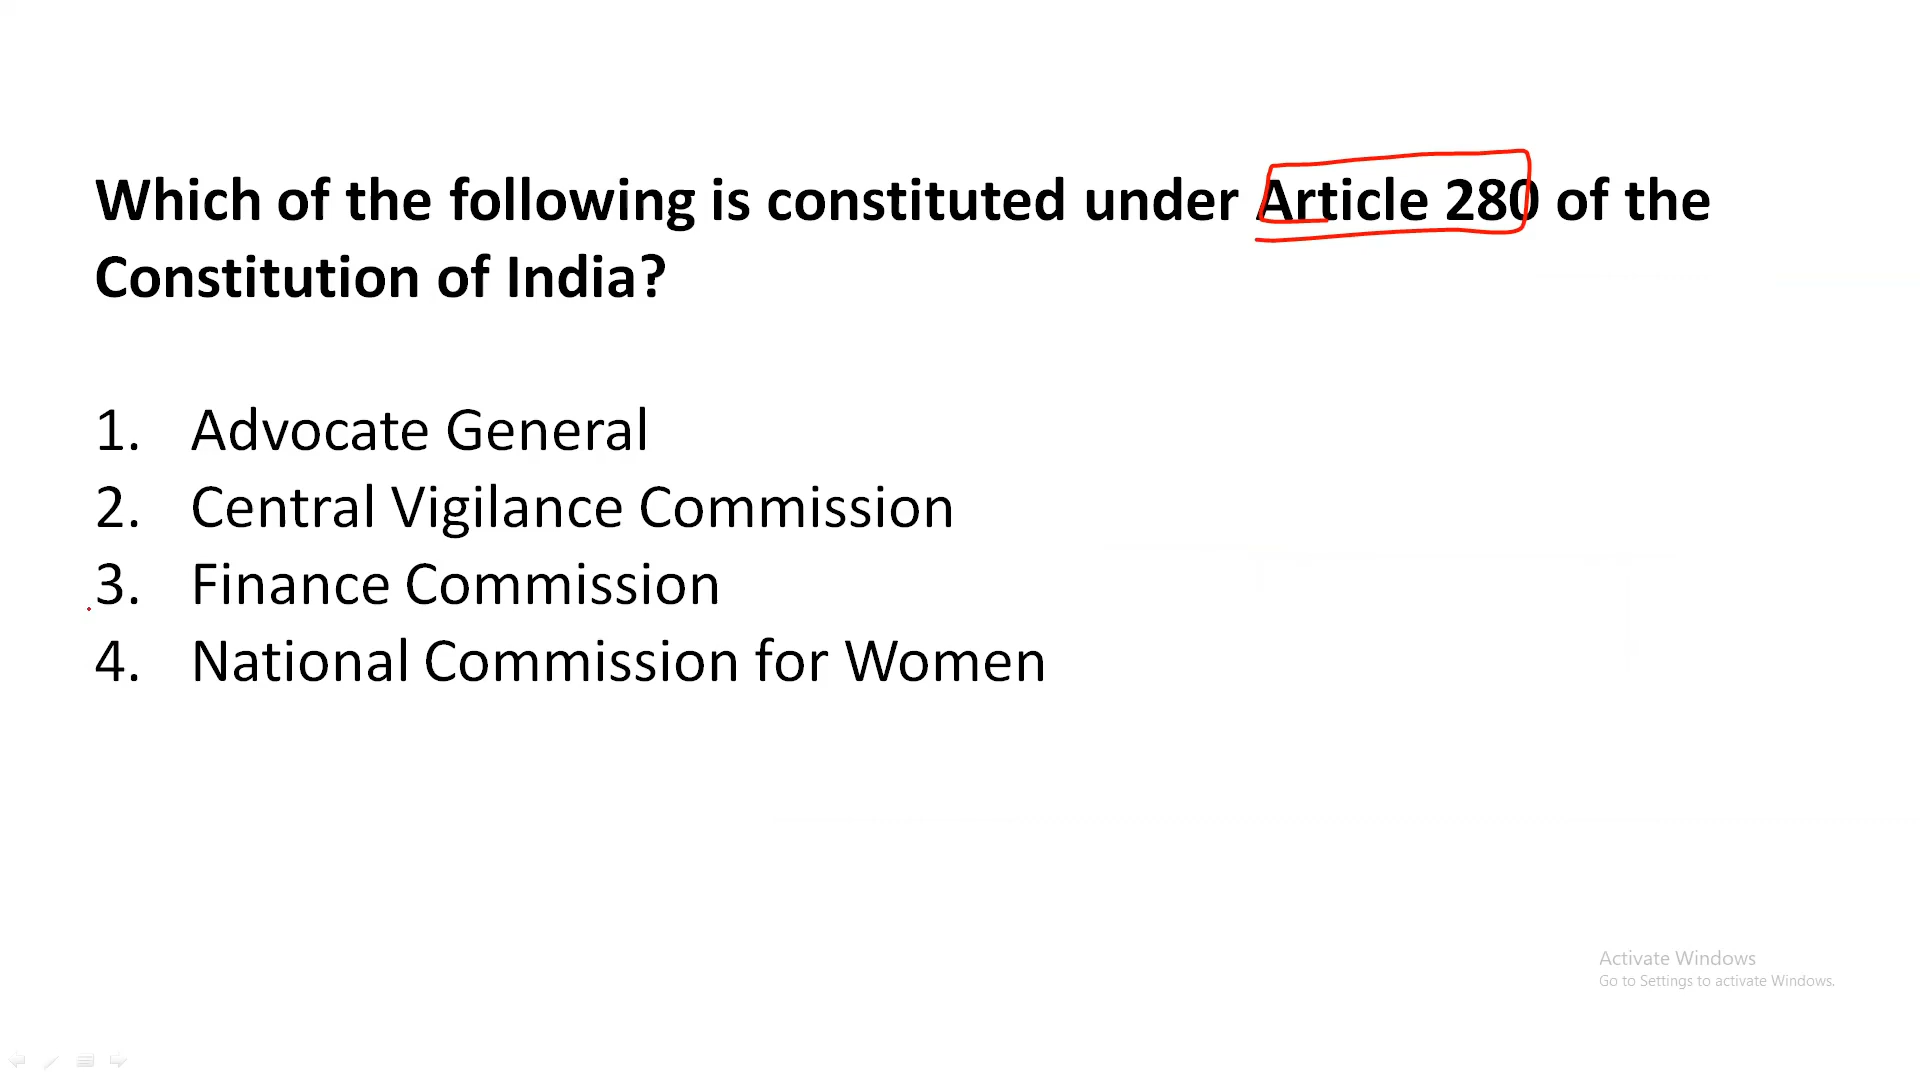 Which of the following is constituted under Article 280 of the
Constitution of India?
1. Advocate General
2. Central Vigilance Commission
3. Finance Commission
4. National Commission for Women
Activate Windows
Go to Settings to activate Windows.